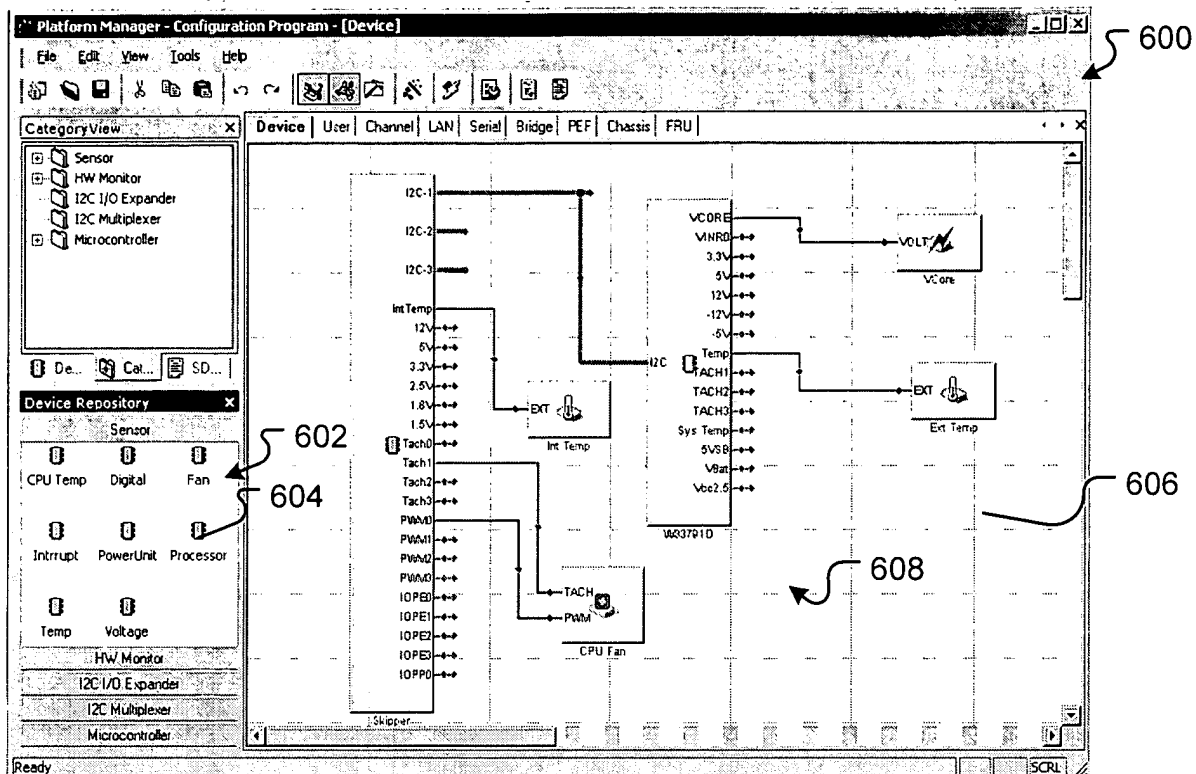 Platform Manager - Configuration Program - [Device]
600
File Edit View Tools Help
CategoryView
Sensor
HW Monitor
I2C I/O Expander
I2C Multiplexer
Microcontroller
De... Cat... SD...
Device Repository
Sensor
602
CPU Temp Digital Fan
604
Intrrupt PowerUnit Processor
Temp Voltage
HW Monitor
I2C I/O Expander
I2C Multiplexer
Microcontroller
Device User Channel LAN Serial Bridge PEF Chassis FRU
I2C-1
I2C-2
I2C-3
Int Temp
12V
5V
3.3V
2.5V
1.8V
1.5V
Tach0
Tach1
Tach2
Tach3
PWM0
PWM1
PWM2
PWM3
IOPE0
IOPE1
IOPE2
IOPE3
IOPP0
Skipper
EXT
Int Temp
TACH
PWM
CPU Fan
I2C
VCORE
VINR0
3.3V
5V
12V
-12V
-5V
Temp
TACH1
TACH2
TACH3
Sys Temp
5VSB
VBat
Vcc2.5
W83791D
VOLT
VCore
EXT
Ext Temp
606
608
Ready
SCRL